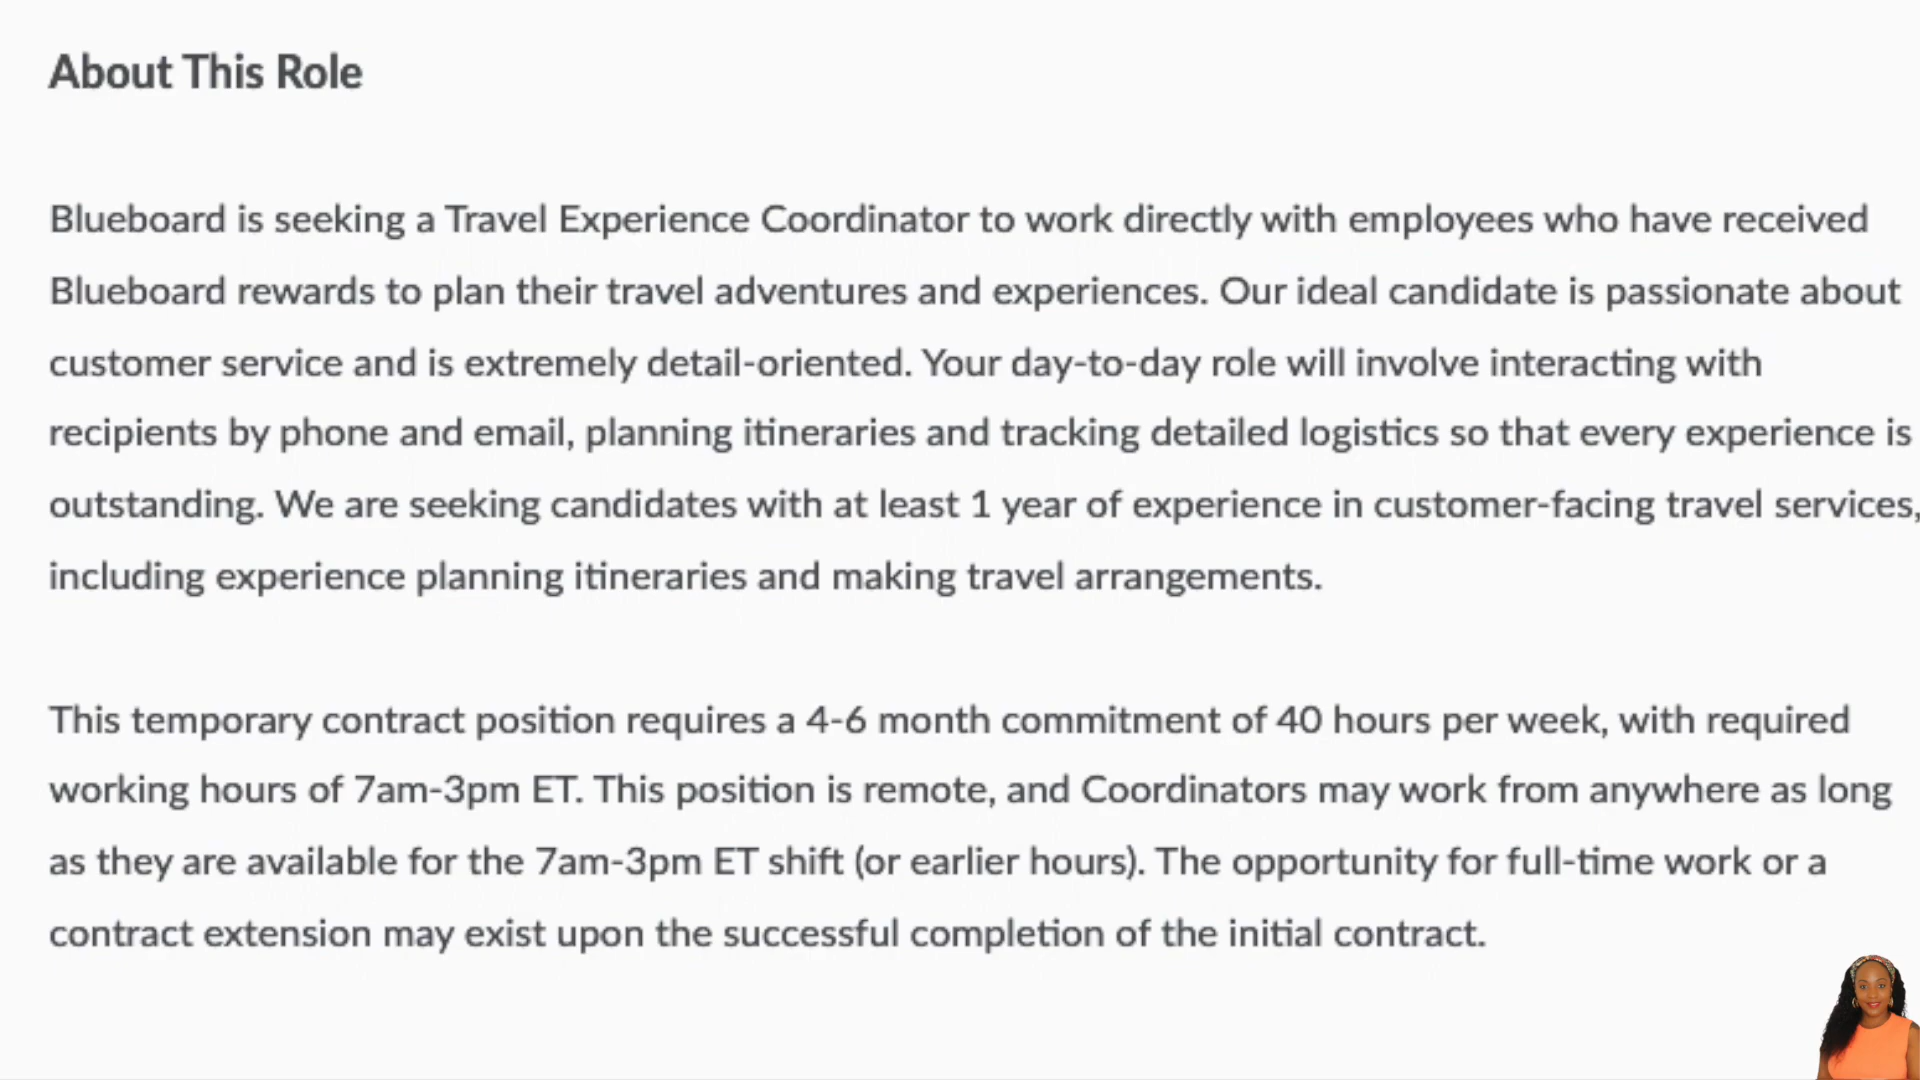 About This Role
Blueboard is seeking a Travel Experience Coordinator to work directly with employees who have received
Blueboard rewards to plan their travel adventures and experiences. Our ideal candidate is passionate about
customer service and is extremely detail-oriented. Your day-to-day role will involve interacting with
recipients by phone and email, planning itineraries and tracking detailed logistics so that every experience is
outstanding. We are seeking candidates with at least 1 year of experience in customer-facing travel services,
including experience planning itineraries and making travel arrangements.
This temporary contract position requires a 4-6 month commitment of 40 hours per week, with required
working hours of 7am-3pm ET. This position is remote, and Coordinators may work from anywhere as long
as they are available for the 7am-3pm ET shift (or earlier hours). The opportunity for full-time work or a
contract extension may exist upon the successful completion of the initial contract.